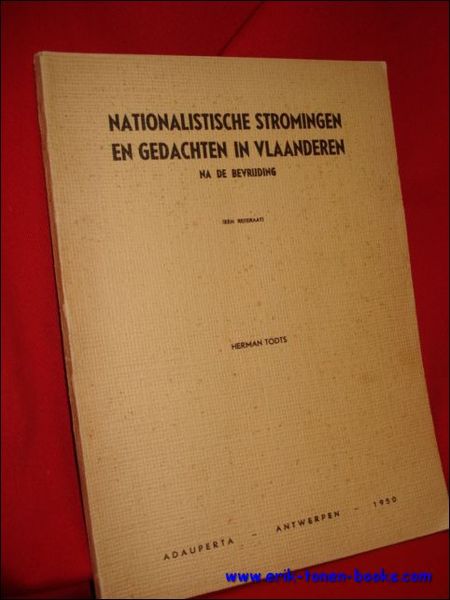 NATIONALISTISCHE STROMINGEN
EN GEDACHTEN IN VLAANDEREN
NA DE BEVRIJDING
(EEN REFERAAT)
HERMAN TODTS
ADAUPERTA - ANTWERPEN - 1950
www.erik-tonen-books.com